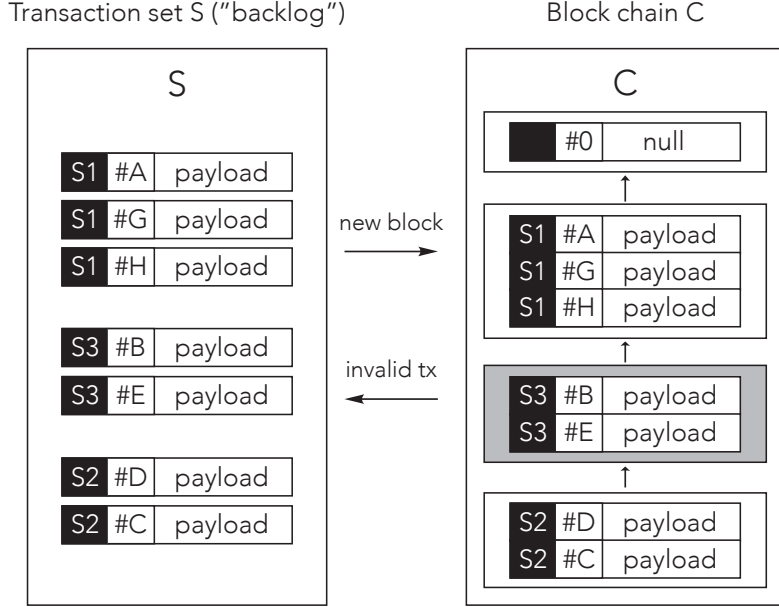 Transaction set S ("backlog")
S
S1 #A payload
S1 #G payload
S1 #H payload
S3 #B payload
S3 #E payload
S2 #D payload
S2 #C payload
new block
invalid tx
Block chain C
C
#0 null
S1 #A payload
S1 #G payload
S1 #H payload
S3 #B payload
S3 #E payload
S2 #D payload
S2 #C payload